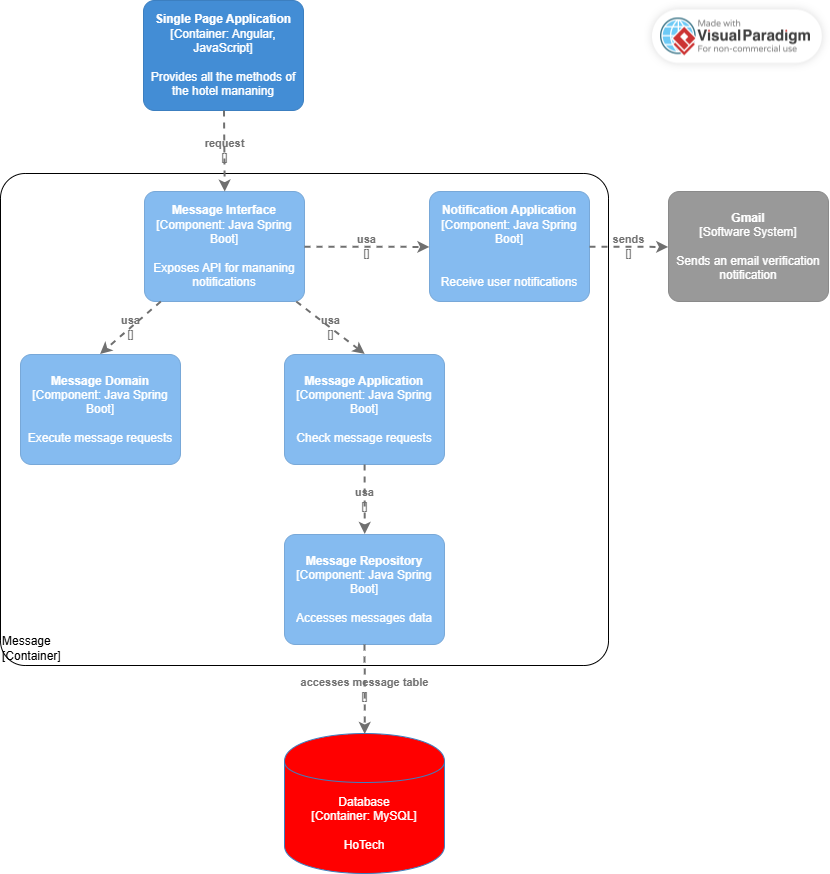 Single Page Application
[Container: Angular,
JavaScript]
Provides all the methods of
the hotel mananing
Made with
VisualParadigm
For non-commercial use
request
[]
Message Interface
[Component: Java Spring
Boot]
Exposes API for mananing
notifications
usa
[]
Notification Application
[Component: Java Spring
Boot]
Receive user notifications
sends
[]
Gmail
[Software System]
Sends an email verification
notification
usa
[]
usa
[]
Message Domain
[Component: Java Spring
Boot]
Execute message requests
Message Application
[Component: Java Spring
Boot]
Check message requests
usa
[]
Message Repository
[Component: Java Spring
Boot]
Accesses messages data
Message
[Container]
accesses message table
[]
Database
[Container: MySQL]
HoTech